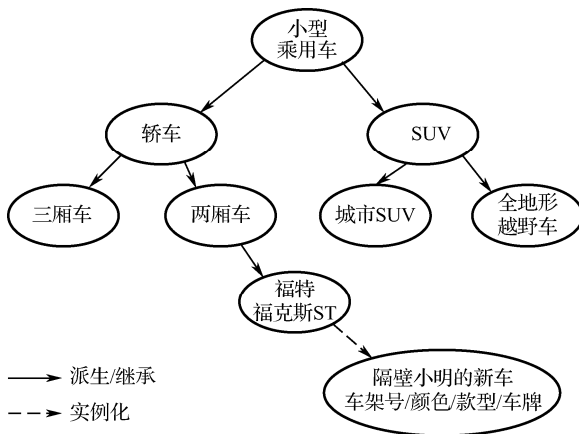 小型
乘用车
轿车
SUV
三厢车
两厢车
城市SUV
全地形
越野车
福特
福克斯ST
隔壁小明的新车
车架号/颜色/款型/车牌
派生/继承
实例化